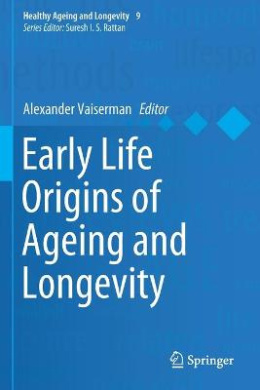 Healthy Ageing and Longevity 9
Series Editor: Suresh I. S. Rattan
Alexander Vaiserman Editor
Early Life
Origins of
Ageing and
Longevity
Springer